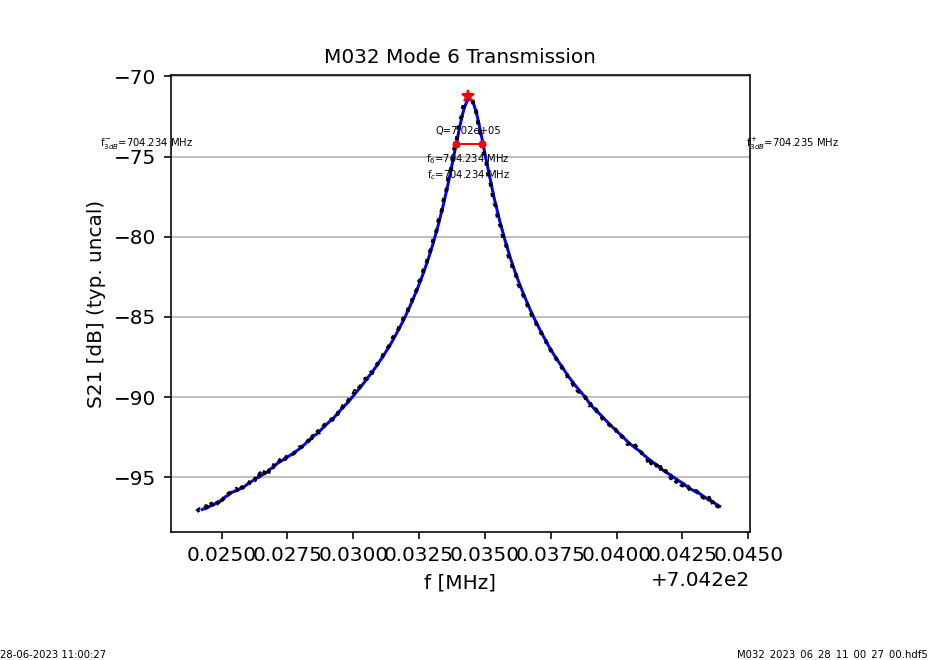 M032 Mode 6 Transmission
−70
f⁻3dB=704.234 MHz
Q=7.02e+05
f⁺3dB=704.235 MHz
−75
f6=704.234 MHz
fc=704.234 MHz
−80
−85
−90
−95
S21 [dB] (typ. uncal)
0.0250 0.0275 0.0300 0.0325 0.0350 0.0375 0.0400 0.0425 0.0450
f [MHz]
+7.042e2
28-06-2023 11:00:27
M032_2023_06_28_11_00_27_00.hdf5